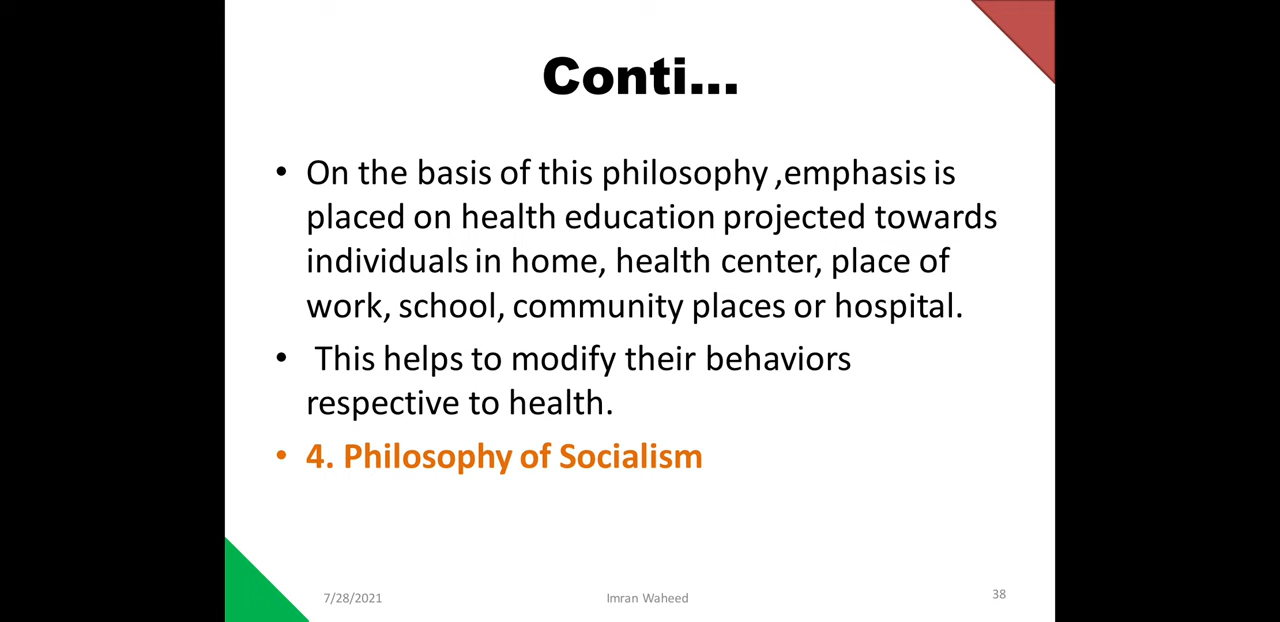 Conti...
• On the basis of this philosophy ,emphasis is
placed on health education projected towards
individuals in home, health center, place of
work, school, community places or hospital.
• This helps to modify their behaviors
respective to health.
• 4. Philosophy of Socialism
7/28/2021
Imran Waheed
38